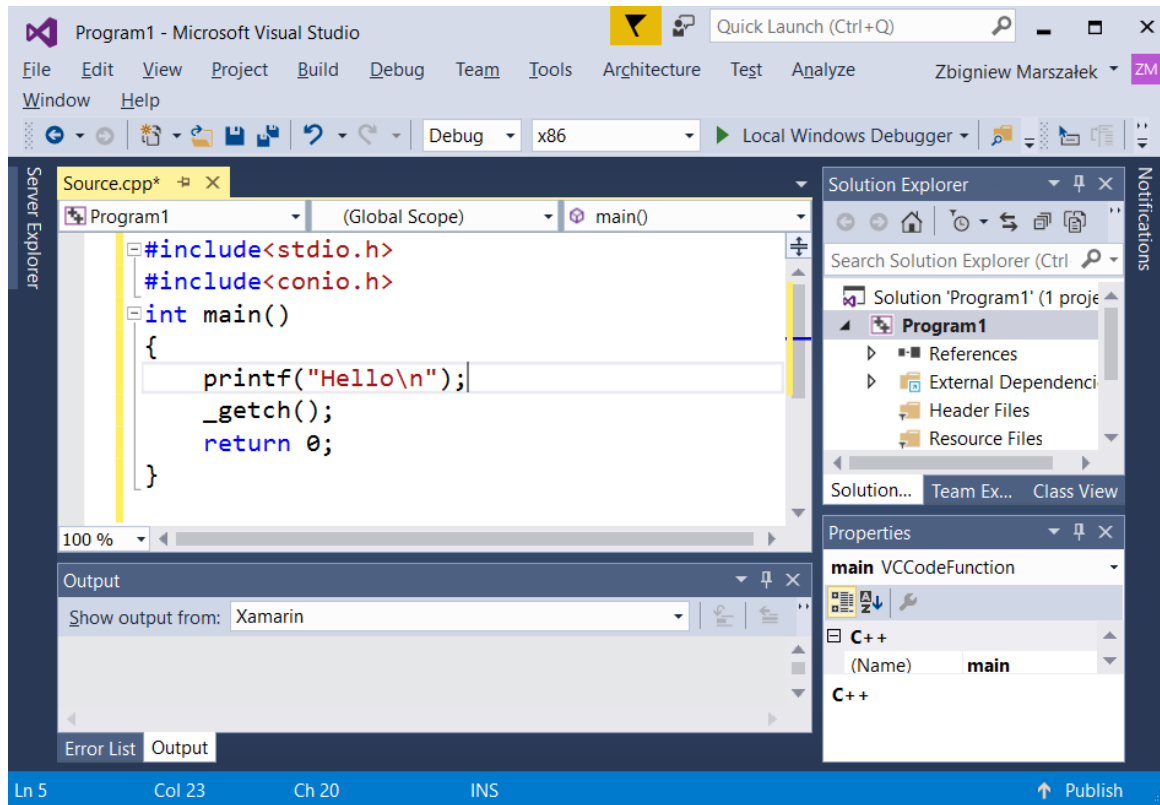 Program1 - Microsoft Visual Studio
Quick Launch (Ctrl+Q)
File Edit View Project Build Debug Team Tools Architecture Test Analyze Zbigniew Marszałek ZM
Window Help
Debug x86 Local Windows Debugger
Server Explorer
Source.cpp*
Program1 (Global Scope) main()
#include<stdio.h>
#include<conio.h>
int main()
{
printf("Hello\n");
_getch();
return 0;
}
100 %
Output
Show output from: Xamarin
Error List Output
Solution Explorer
Search Solution Explorer (Ctrl
Solution 'Program1' (1 proje
Program1
References
External Dependenci
Header Files
Resource Files
Solution... Team Ex... Class View
Properties
main VCCodeFunction
C++
(Name) main
C++
Notifications
Ln 5 Col 23 Ch 20 INS Publish